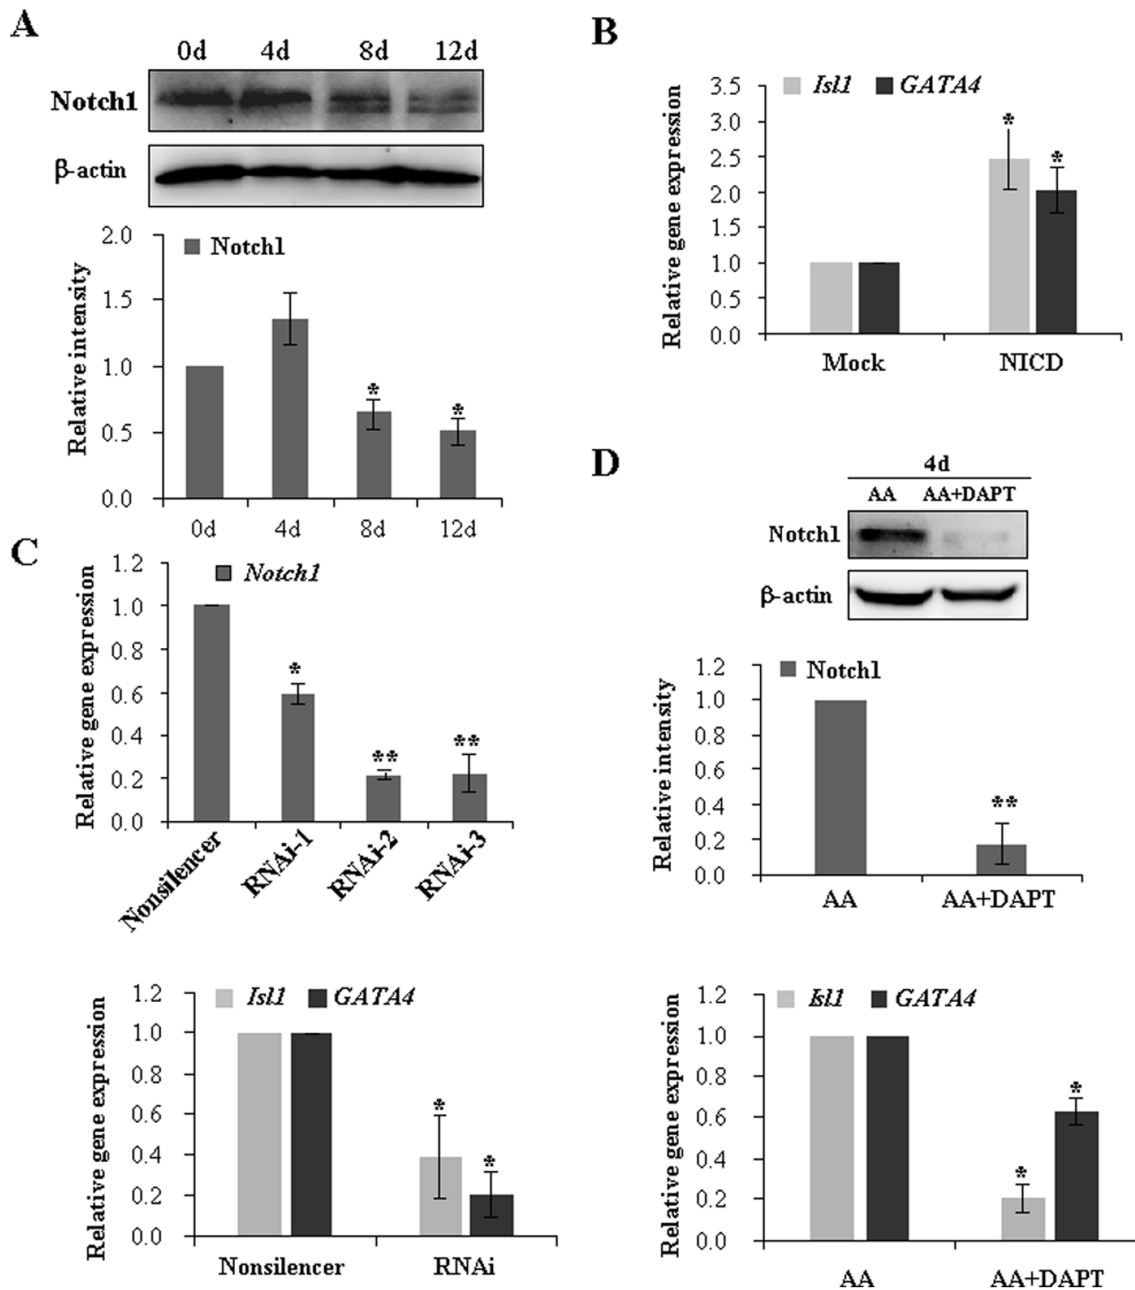 A
0d 4d 8d 12d
Notch1
β-actin
Notch1
Relative intensity
2.0
1.5
1.0
0.5
0.0
* *
0d 4d 8d 12d
B
Isl1 GATA4
Relative gene expression
3.5
3.0
2.5
2.0
1.5
1.0
0.5
0.0
* *
Mock NICD
C
Notch1
Relative gene expression
1.2
1.0
0.8
0.6
0.4
0.2
0.0
* ** **
Nonsilencer RNAi-1 RNAi-2 RNAi-3
Isl1 GATA4
Relative gene expression
1.2
1.0
0.8
0.6
0.4
0.2
0.0
* *
Nonsilencer RNAi
D
4d
AA AA+DAPT
Notch1
β-actin
Notch1
Relative intensity
1.2
1.0
0.8
0.6
0.4
0.2
0.0
**
AA AA+DAPT
Isl1 GATA4
Relative gene expression
1.2
1.0
0.8
0.6
0.4
0.2
0.0
* *
AA AA+DAPT